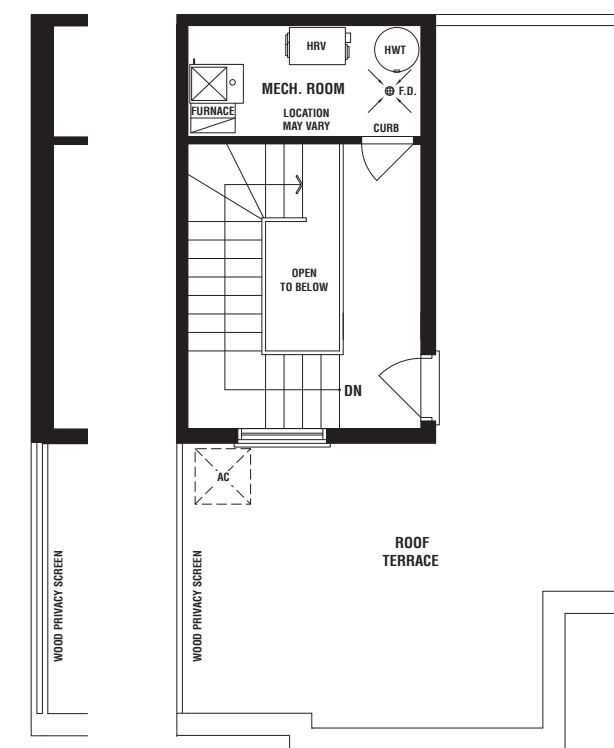 HRV
HWT
MECH. ROOM
F.D.
FURNACE
LOCATION
MAY VARY
CURB
OPEN
TO BELOW
DN
AC
ROOF
TERRACE
WOOD PRIVACY SCREEN
WOOD PRIVACY SCREEN